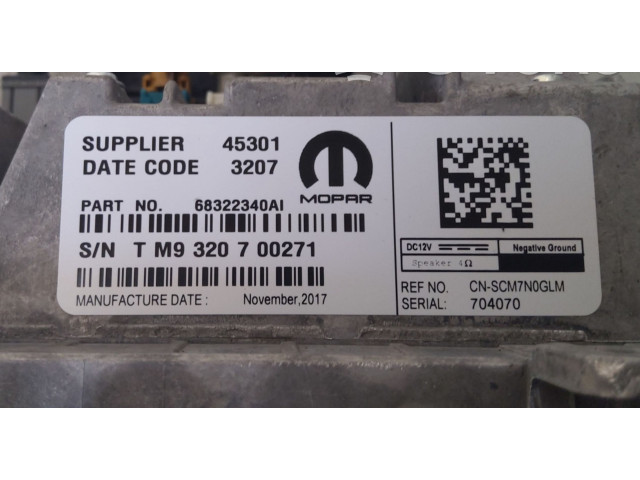 SUPPLIER 45301
DATE CODE 3207
MOPAR
PART NO. 68322340AI
S/N T M9 320 7 00271
MANUFACTURE DATE : November,2017
DC12V Negative Ground
Speaker 4Ω
REF NO. CN-SCM7N0GLM
SERIAL: 704070